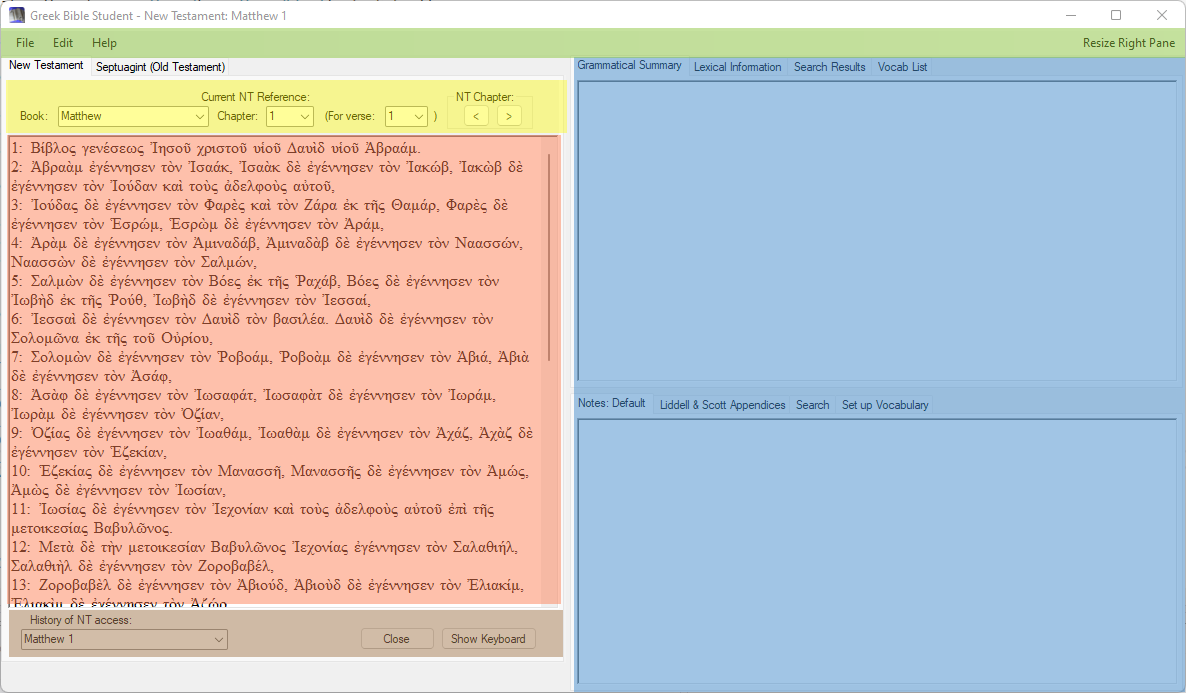 Greek Bible Student - New Testament: Matthew 1
File Edit Help Resize Right Pane
New Testament Septuagint (Old Testament)
Current NT Reference: NT Chapter:
Book: Matthew Chapter: 1 (For verse: 1 ) < >
1: Βίβλος γενέσεως Ἰησοῦ χριστοῦ υἱοῦ Δαυὶδ υἱοῦ Ἀβραάμ.
2: Ἀβραὰμ ἐγέννησεν τὸν Ἰσαάκ, Ἰσαὰκ δὲ ἐγέννησεν τὸν Ἰακώβ, Ἰακὼβ δὲ
ἐγέννησεν τὸν Ἰούδαν καὶ τοὺς ἀδελφοὺς αὐτοῦ,
3: Ἰούδας δὲ ἐγέννησεν τὸν Φαρὲς καὶ τὸν Ζάρα ἐκ τῆς Θαμάρ, Φαρὲς δὲ
ἐγέννησεν τὸν Ἑσρώμ, Ἑσρὼμ δὲ ἐγέννησεν τὸν Ἀράμ,
4: Ἀρὰμ δὲ ἐγέννησεν τὸν Ἀμιναδάβ, Ἀμιναδὰβ δὲ ἐγέννησεν τὸν Ναασσών,
Ναασσὼν δὲ ἐγέννησεν τὸν Σαλμών,
5: Σαλμὼν δὲ ἐγέννησεν τὸν Βόες ἐκ τῆς Ῥαχάβ, Βόες δὲ ἐγέννησεν τὸν
Ἰωβὴδ ἐκ τῆς Ῥούθ, Ἰωβὴδ δὲ ἐγέννησεν τὸν Ἰεσσαί,
6: Ἰεσσαὶ δὲ ἐγέννησεν τὸν Δαυὶδ τὸν βασιλέα. Δαυὶδ δὲ ἐγέννησεν τὸν
Σολομῶνα ἐκ τῆς τοῦ Οὐρίου,
7: Σολομὼν δὲ ἐγέννησεν τὸν Ῥοβοάμ, Ῥοβοὰμ δὲ ἐγέννησεν τὸν Ἀβιά, Ἀβιὰ
δὲ ἐγέννησεν τὸν Ἀσάφ,
8: Ἀσὰφ δὲ ἐγέννησεν τὸν Ἰωσαφάτ, Ἰωσαφὰτ δὲ ἐγέννησεν τὸν Ἰωράμ,
Ἰωρὰμ δὲ ἐγέννησεν τὸν Ὀζίαν,
9: Ὀζίας δὲ ἐγέννησεν τὸν Ἰωαθάμ, Ἰωαθὰμ δὲ ἐγέννησεν τὸν Ἀχάζ, Ἀχὰζ δὲ
ἐγέννησεν τὸν Ἑζεκίαν,
10: Ἑζεκίας δὲ ἐγέννησεν τὸν Μανασσῆ, Μανασσῆς δὲ ἐγέννησεν τὸν Ἀμώς,
Ἀμὼς δὲ ἐγέννησεν τὸν Ἰωσίαν,
11: Ἰωσίας δὲ ἐγέννησεν τὸν Ἰεχονίαν καὶ τοὺς ἀδελφοὺς αὐτοῦ ἐπὶ τῆς
μετοικεσίας Βαβυλῶνος.
12: Μετὰ δὲ τὴν μετοικεσίαν Βαβυλῶνος Ἰεχονίας ἐγέννησεν τὸν Σαλαθιήλ,
Σαλαθιὴλ δὲ ἐγέννησεν τὸν Ζοροβαβέλ,
13: Ζοροβαβὲλ δὲ ἐγέννησεν τὸν Ἀβιούδ, Ἀβιοὺδ δὲ ἐγέννησεν τὸν Ἐλιακίμ,
Ἐλιακὶμ δὲ ἐγέννησεν τὸν Ἀζώρ
History of NT access:
Matthew 1 Close Show Keyboard
Grammatical Summary Lexical Information Search Results Vocab List
Notes: Default Liddell & Scott Appendices Search Set up Vocabulary